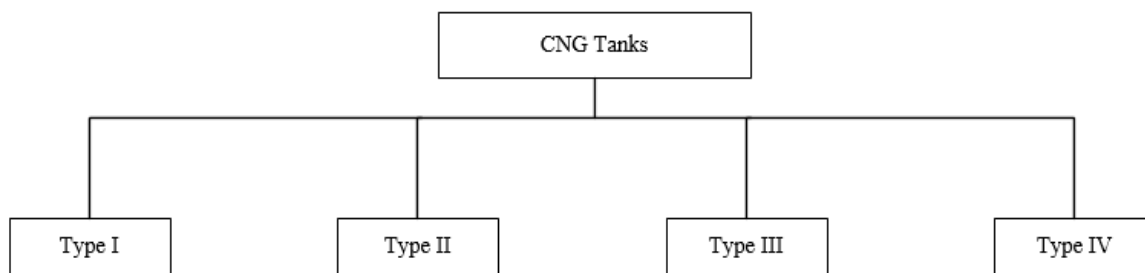 CNG Tanks
Type I
Type II
Type III
Type IV